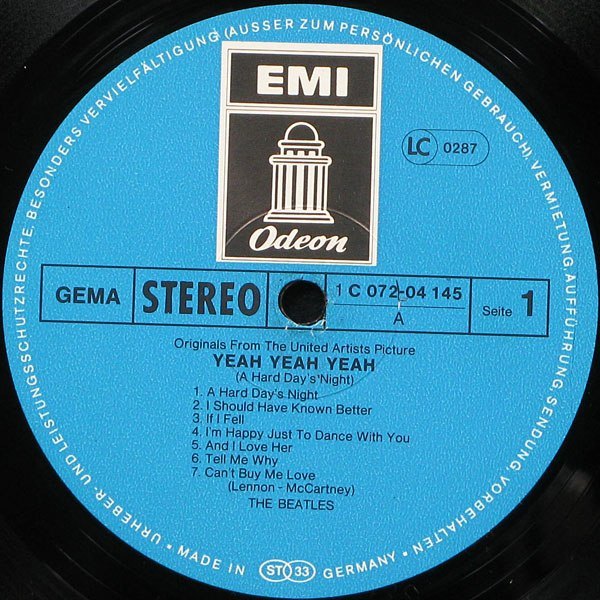 URHEBER- UND LEISTUNGSSCHUTZRECHTE, BESONDERS VERVIELFÄLTIGUNG (AUSSER ZUM PERSÖNLICHEN GEBRAUCH), VERMIETUNG AUFFÜHRUNG SENDUNG VORBEHALTEN
EMI
Odeon
LC 0287
GEMA STEREO 1 C 072-04 145 Seite 1
A
Originals From The United Artists Picture
YEAH YEAH YEAH
(A Hard Day's Night)
1. A Hard Day's Night
2. I Should Have Known Better
3. If I Fell
4. I'm Happy Just To Dance With You
5. And I Love Her
6. Tell Me Why
7. Can't Buy Me Love
(Lennon - McCartney)
THE BEATLES
• MADE IN ST 33 GERMANY •